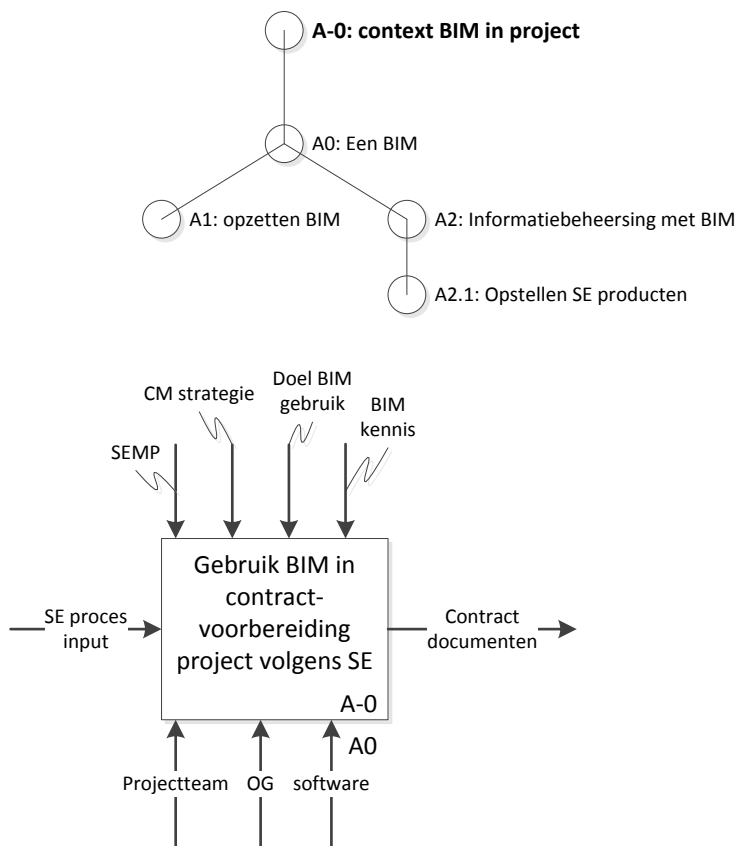 A-0: context BIM in project
A0: Een BIM
A1: opzetten BIM
A2: Informatiebeheersing met BIM
A2.1: Opstellen SE producten
Doel BIM
gebruik
CM strategie
BIM
kennis
SEMP
Gebruik BIM in
contract-
voorbereiding
project volgens SE
SE proces
input
Contract
documenten
A-0
A0
Projectteam
OG
software